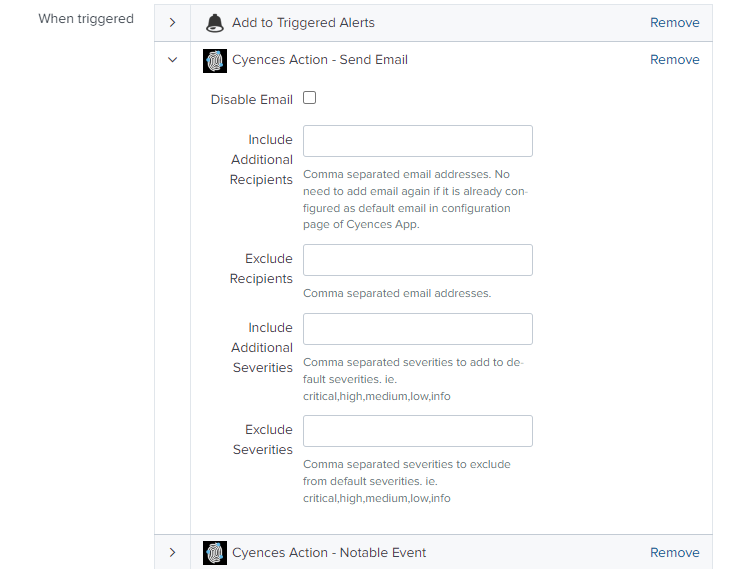 When triggered
Add to Triggered Alerts
Remove
Cyences Action - Send Email
Remove
Disable Email
Include
Additional
Recipients
Comma separated email addresses. No
need to add email again if it is already con-
figured as default email in configuration
page of Cyences App.
Exclude
Recipients
Comma separated email addresses.
Include
Additional
Severities
Comma separated severities to add to de-
fault severities. ie.
critical,high,medium,low,info
Exclude
Severities
Comma separated severities to exclude
from default severities. ie.
critical,high,medium,low,info
Cyences Action - Notable Event
Remove